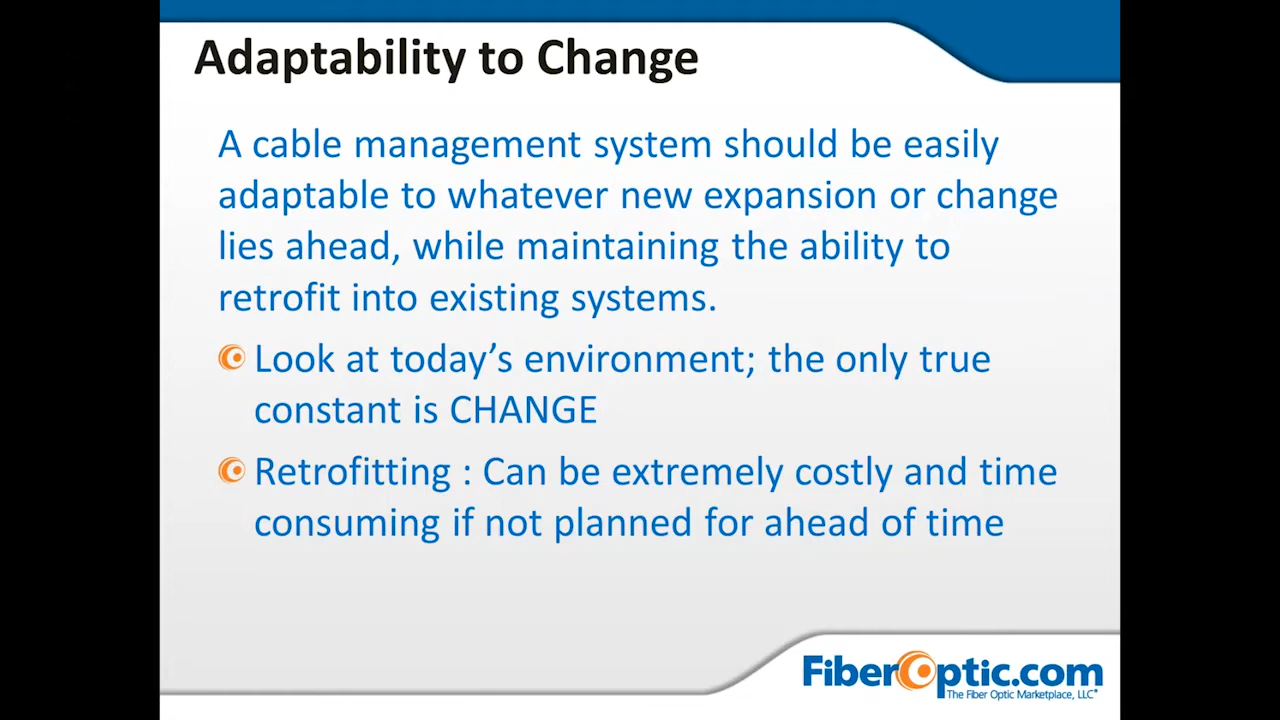 Adaptability to Change
A cable management system should be easily
adaptable to whatever new expansion or change
lies ahead, while maintaining the ability to
retrofit into existing systems.
Look at today’s environment; the only true
constant is CHANGE
Retrofitting : Can be extremely costly and time
consuming if not planned for ahead of time
FiberOptic.com
The Fiber Optic Marketplace, LLC®